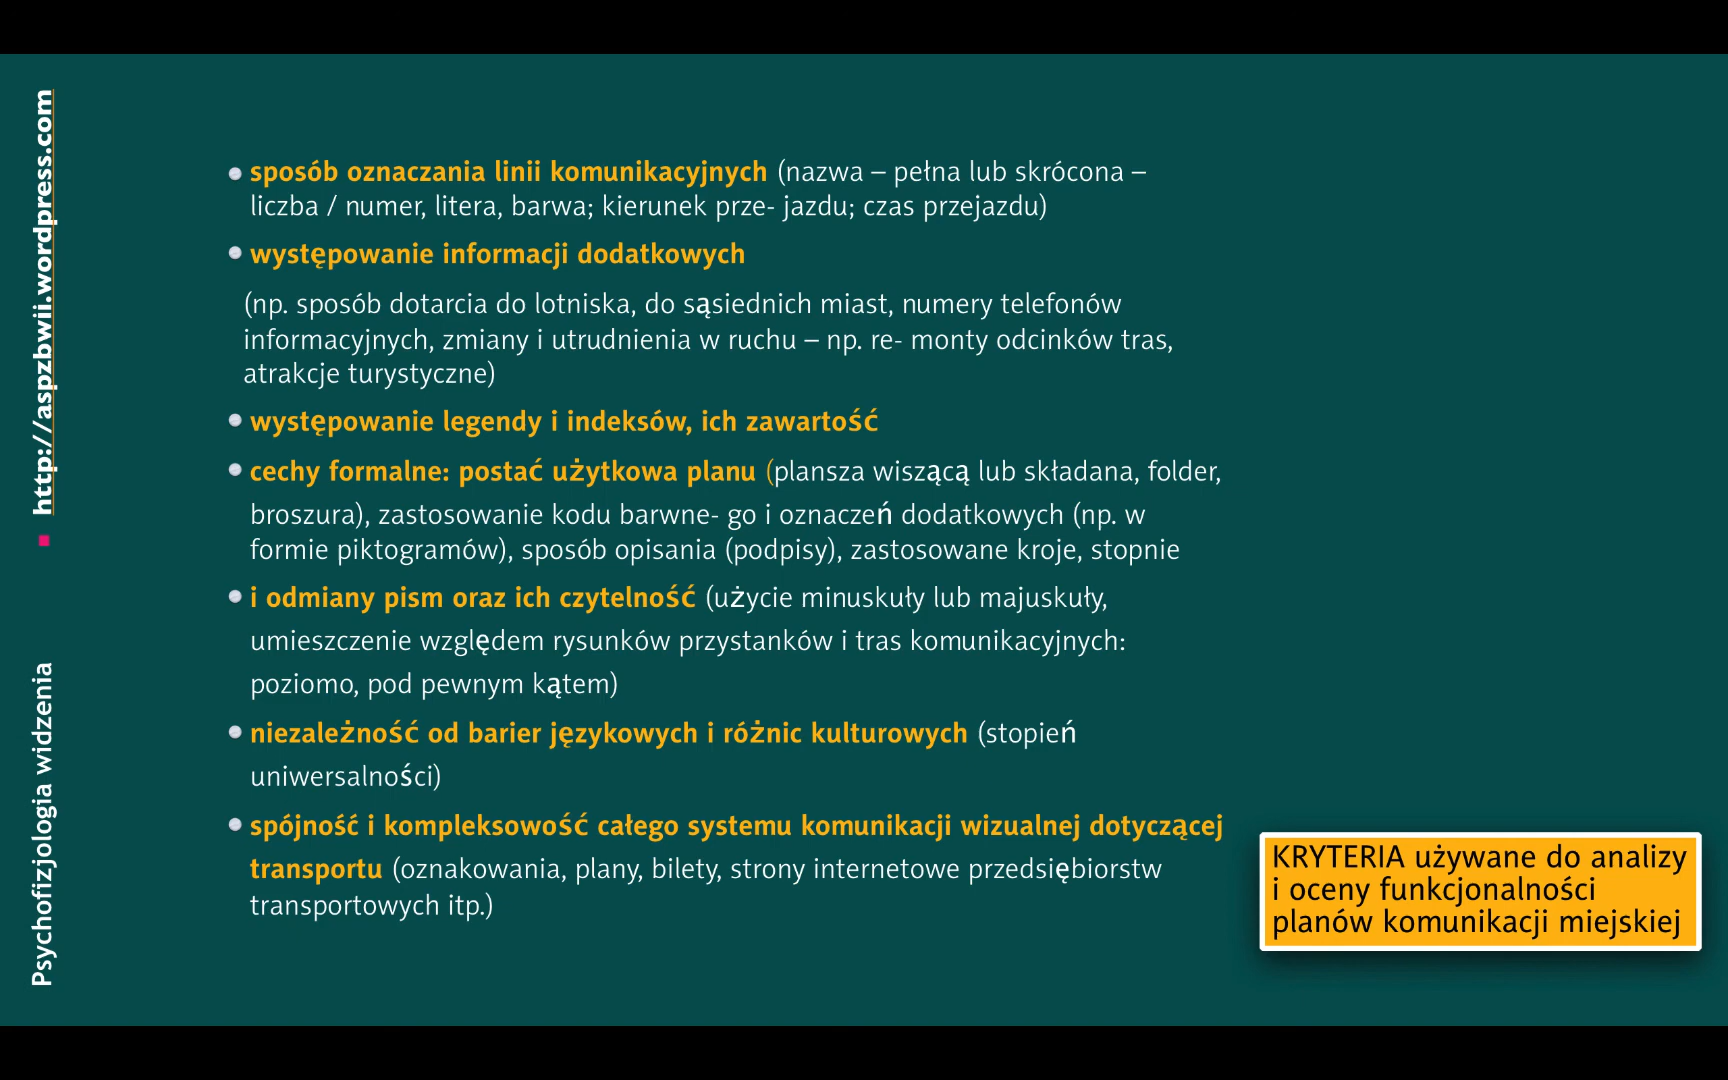 http://aspzbwii.wordpress.com
Psychofizjologia widzenia
sposób oznaczania linii komunikacyjnych (nazwa – pełna lub skrócona –
liczba / numer, litera, barwa; kierunek prze- jazdu; czas przejazdu)
występowanie informacji dodatkowych
(np. sposób dotarcia do lotniska, do sąsiednich miast, numery telefonów
informacyjnych, zmiany i utrudnienia w ruchu – np. re- monty odcinków tras,
atrakcje turystyczne)
występowanie legendy i indeksów, ich zawartość
cechy formalne: postać użytkowa planu (plansza wiszącą lub składana, folder,
broszura), zastosowanie kodu barwne- go i oznaczeń dodatkowych (np. w
formie piktogramów), sposób opisania (podpisy), zastosowane kroje, stopnie
i odmiany pism oraz ich czytelność (użycie minuskuły lub majuskuły,
umieszczenie względem rysunków przystanków i tras komunikacyjnych:
poziomo, pod pewnym kątem)
niezależność od barier językowych i różnic kulturowych (stopień
uniwersalności)
spójność i kompleksowość całego systemu komunikacji wizualnej dotyczącej
transportu (oznakowania, plany, bilety, strony internetowe przedsiębiorstw
transportowych itp.)
KRYTERIA używane do analizy
i oceny funkcjonalności
planów komunikacji miejskiej